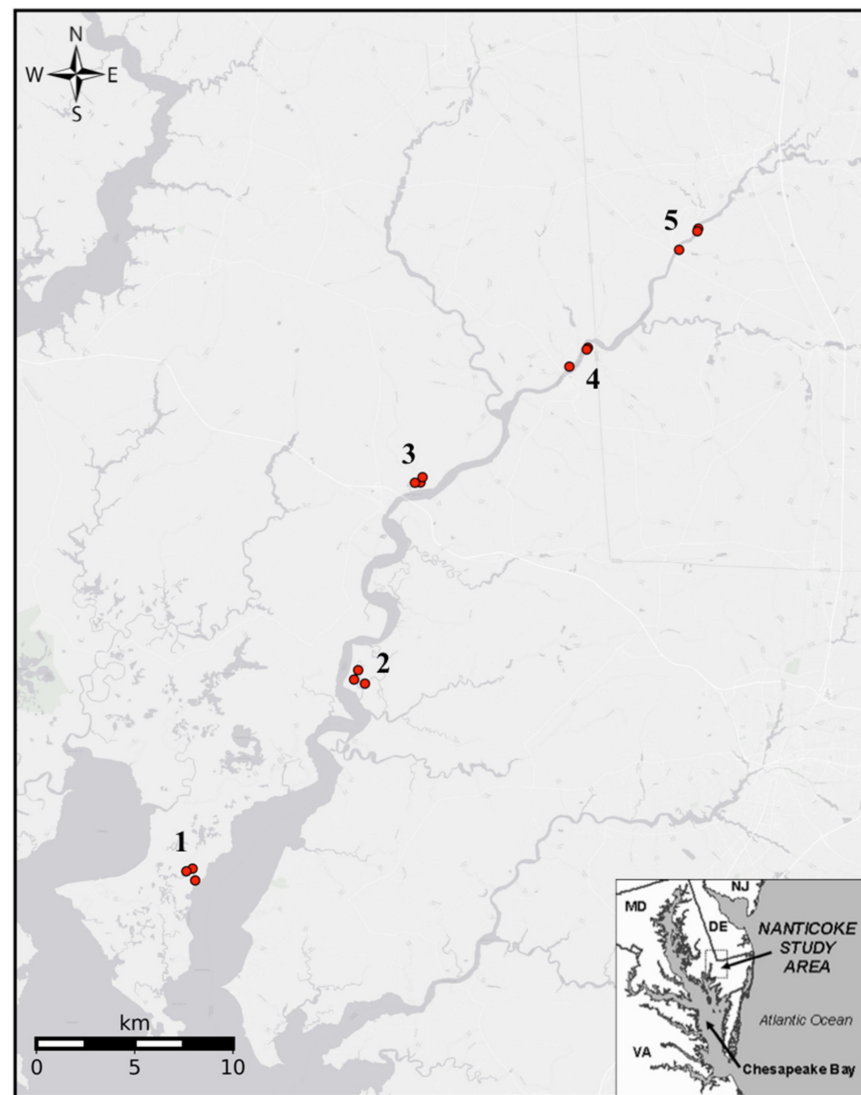 N
W E
S
5
4
3
2
1
km
0 5 10
NJ
MD
DE
NANTICOKE
STUDY
AREA
Atlantic Ocean
VA
Chesapeake Bay